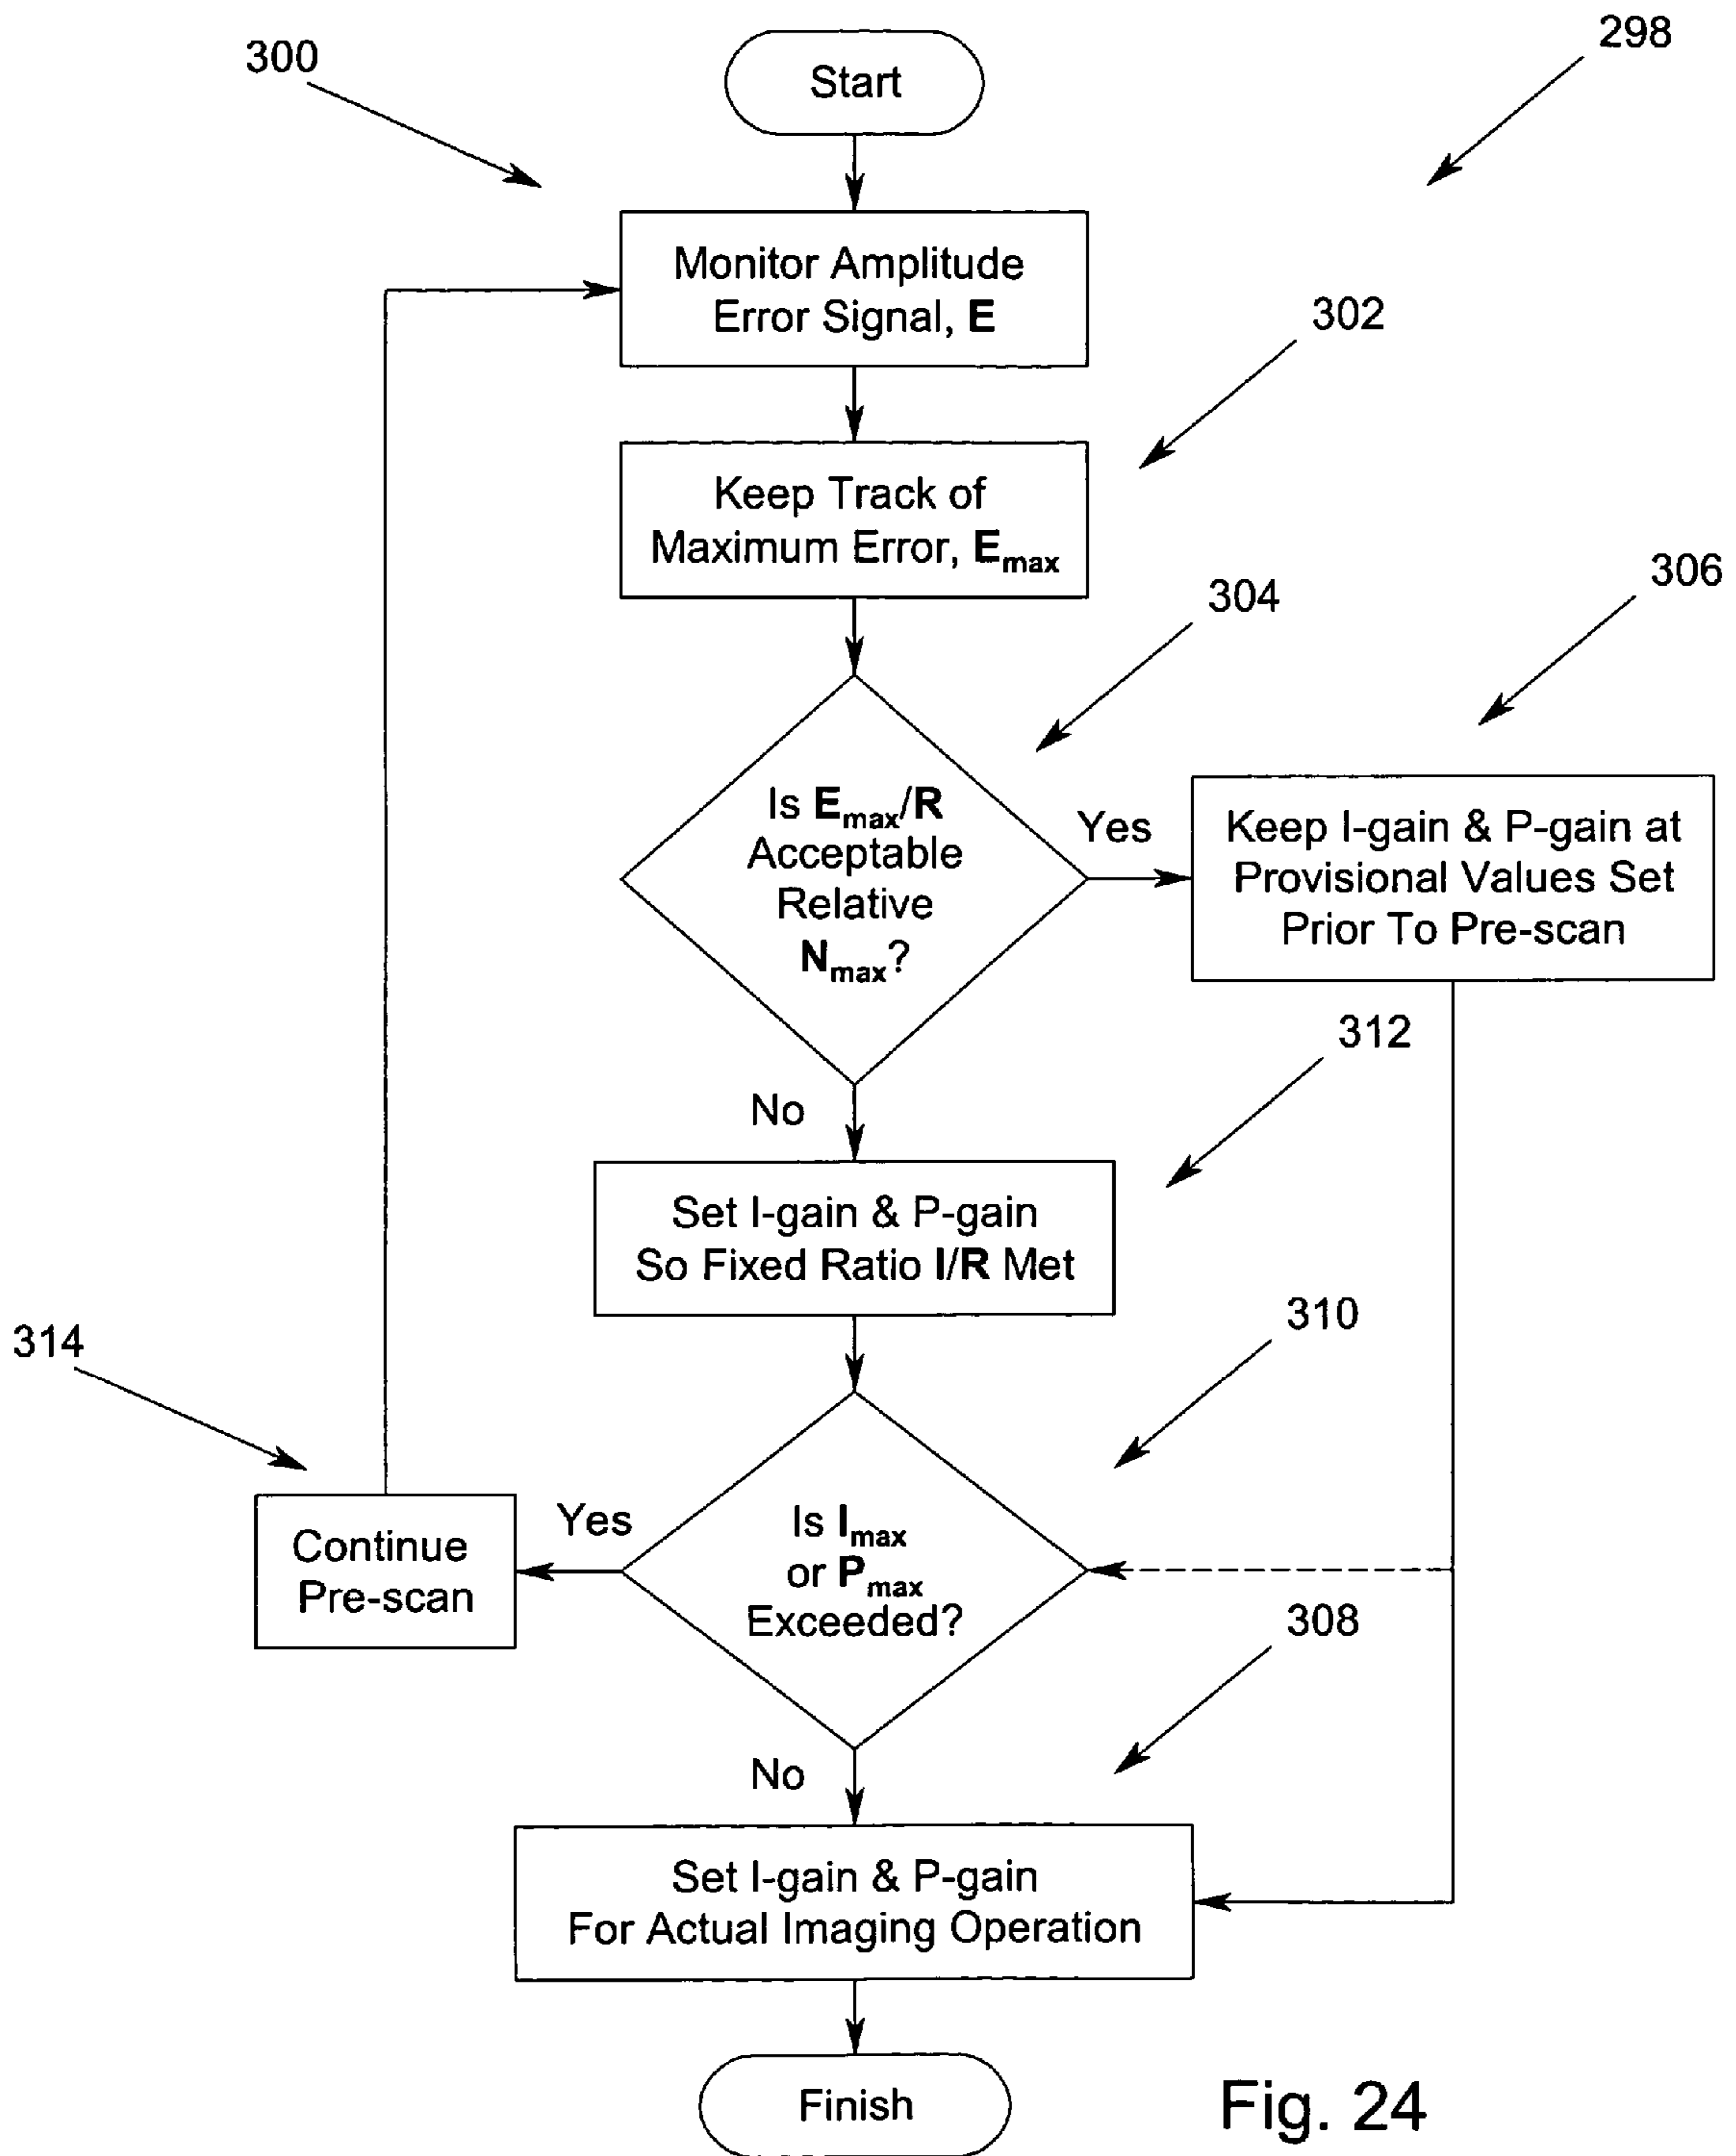 298
300
Start
Monitor Amplitude
Error Signal, E
302
Keep Track of
Maximum Error, Emax
304
306
Is Emax/R
Acceptable
Relative
Nmax?
Yes
Keep I-gain & P-gain at
Provisional Values Set
Prior To Pre-scan
No
312
Set I-gain & P-gain
So Fixed Ratio I/R Met
310
314
Continue
Pre-scan
Yes
Is Imax
or Pmax
Exceeded?
308
No
Set I-gain & P-gain
For Actual Imaging Operation
Finish
Fig. 24